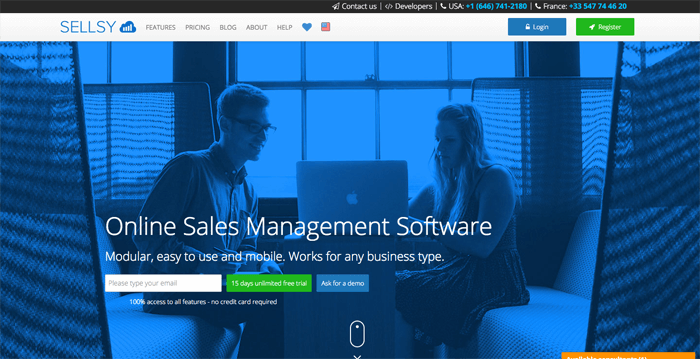 Contact us | </> Developers | USA: +1 (646) 741-2180 | France: +33 547 74 46 20
SELLSY FEATURES PRICING BLOG ABOUT HELP Login Register
Online Sales Management Software
Modular, easy to use and mobile. Works for any business type.
Please type your email 15 days unlimited free trial Ask for a demo
100% access to all features - no credit card required